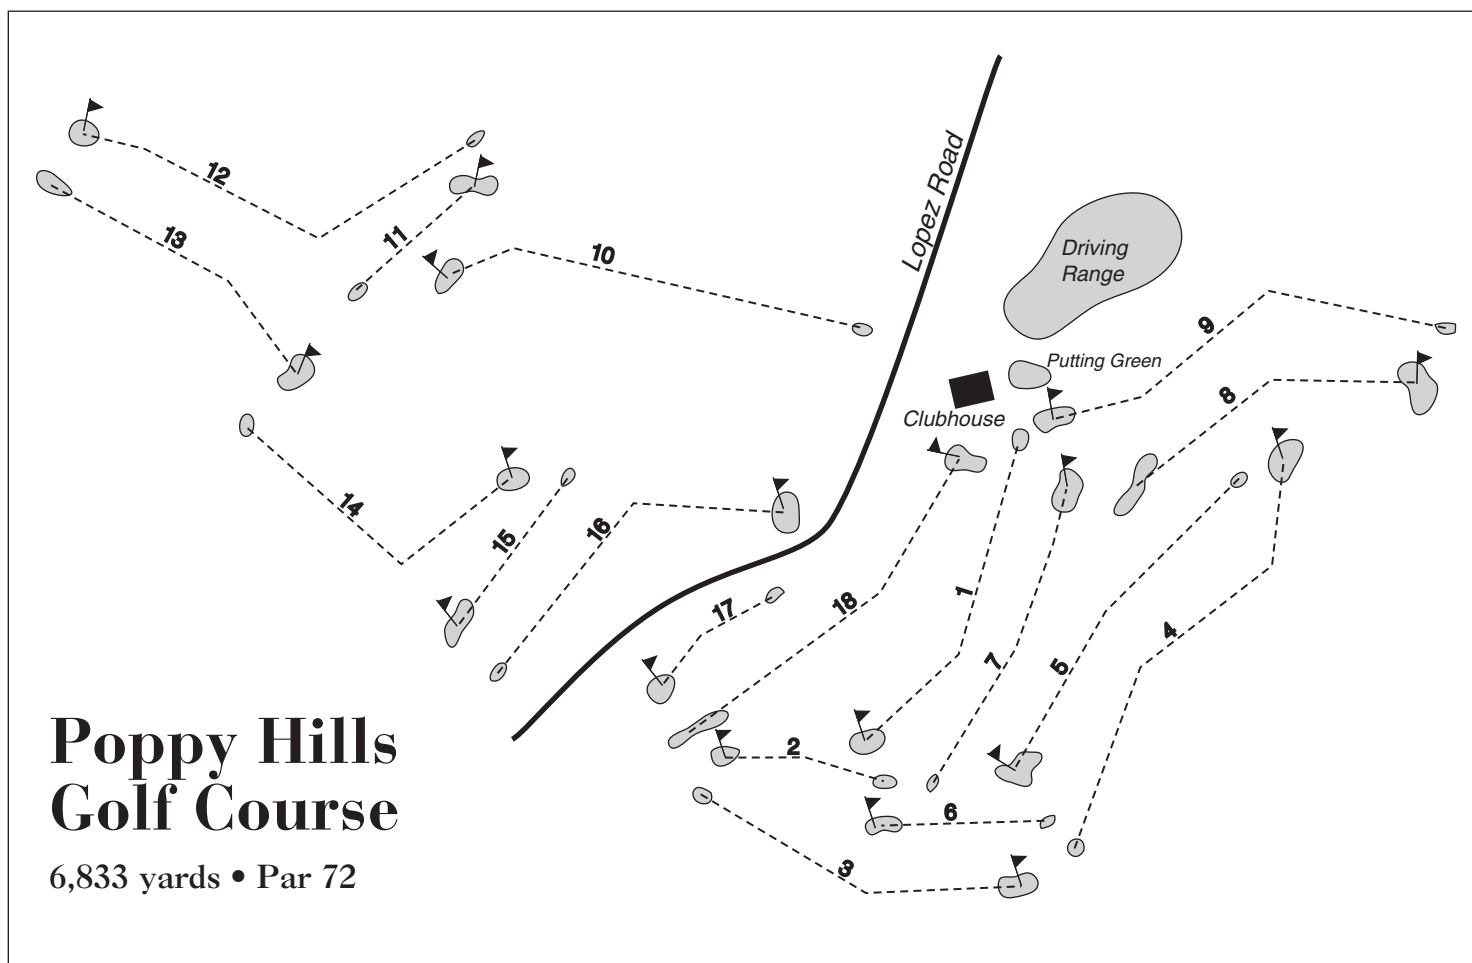 12
13
11
10
Lopez Road
Driving
Range
9
Putting Green
8
Clubhouse
14
15
16
17
18
1
7
5
4
2
6
3
Poppy Hills
Golf Course
6,833 yards • Par 72